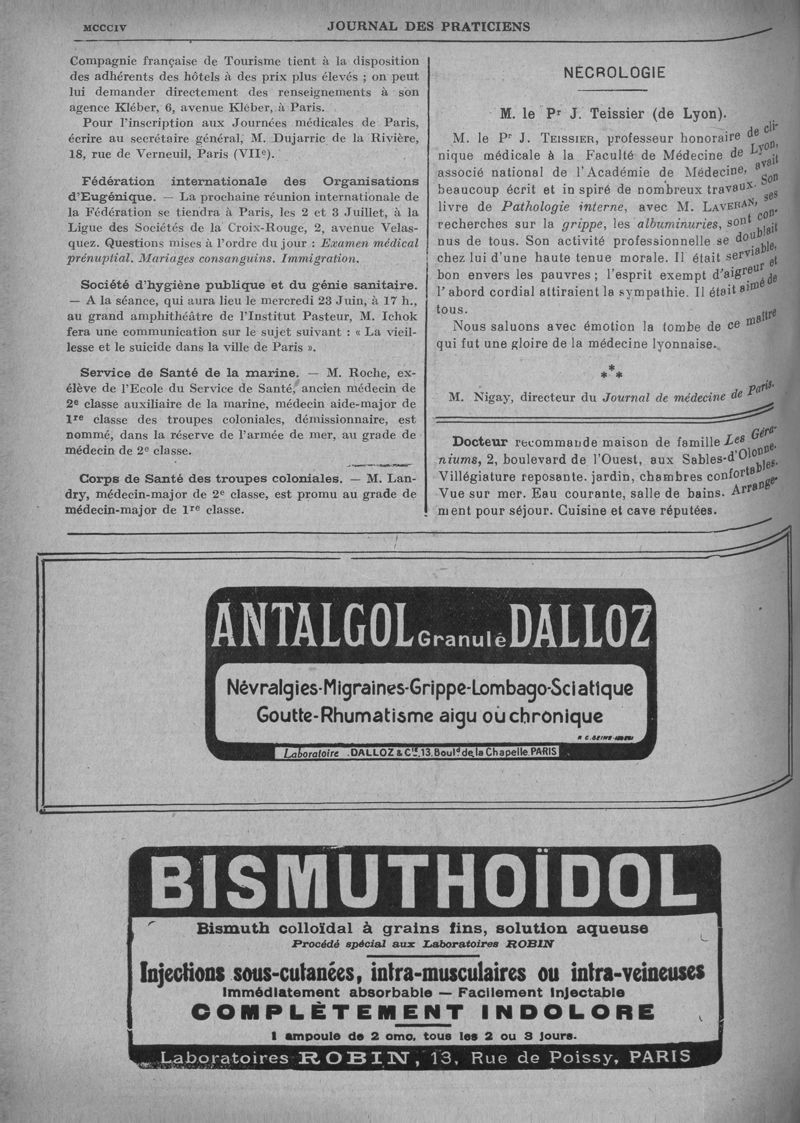 MCCCIV
JOURNAL DES PRATICIENS
Compagnie française de Tourisme tient à la disposition
des adhérents des hôtels à des prix plus élevés ; on peut
lui demander directement des renseignements à son
agence Kléber, 6, avenue Kléber, à Paris.
Pour l'inscription aux Journées médicales de Paris,
écrire au secrétaire général, M. Dujarric de la Rivière,
18, rue de Verneuil, Paris (VIIe).
Fédération internationale des Organisations
d'Eugénique. — La prochaine réunion internationale de
la Fédération se tiendra à Paris, les 2 et 3 Juillet, à la
Ligue des Sociétés de la Croix-Rouge, 2, avenue Velas-
quez. Questions mises à l'ordre du jour : Examen médical
prénuptial. Mariages consanguins. Immigration.
Société d'hygiène publique et du génie sanitaire.
— A la séance, qui aura lieu le mercredi 23 Juin, à 17 h.,
au grand amphithéâtre de l'Institut Pasteur, M. Ichok
fera une communication sur le sujet suivant : « La vieil-
lesse et le suicide dans la ville de Paris ».
Service de Santé de la marine. — M. Roche, ex-
élève de l'Ecole du Service de Santé, ancien médecin de
2e classe auxiliaire de la marine, médecin aide-major de
1re classe des troupes coloniales, démissionnaire, est
nommé, dans la réserve de l'armée de mer, au grade de
médecin de 2e classe.
Corps de Santé des troupes coloniales. — M. Lan-
dry, médecin-major de 2e classe, est promu au grade de
médecin-major de 1re classe.
NÉCROLOGIE
M. le Pr J. Teissier (de Lyon).
M. le Pr J. TEISSIER, professeur honoraire de cli-
nique médicale à la Faculté de Médecine de Lyon,
associé national de l'Académie de Médecine, avait
beaucoup écrit et in spiré de nombreux travaux. Son
livre de Pathologie interne, avec M. LAVERAN, ses
recherches sur la grippe, les albuminuries, sont con-
nus de tous. Son activité professionnelle se doublait
chez lui d'une haute tenue morale. Il était serviable,
bon envers les pauvres ; l'esprit exempt d'aigreur et
l'abord cordial attiraient la sympathie. Il était aimé de
tous.
Nous saluons avec émotion la tombe de ce maître
qui fut une gloire de la médecine lyonnaise.
***
M. Nigay, directeur du Journal de médecine de Paris.
Docteur recommande maison de famille Les Géra-
niums, 2, boulevard de l'Ouest, aux Sables-d'Olonne.
Villégiature reposante. jardin, chambres confortables.
Vue sur mer. Eau courante, salle de bains. Arrange-
ment pour séjour. Cuisine et cave réputées.
ANTALGOL Granulé DALLOZ
Névralgies-Migraines-Grippe-Lombago-Sciatique
Goutte-Rhumatisme aigu ou chronique
Laboratoire .DALLOZ & Cie, 13, Bould de la Chapelle. PARIS
BISMUTHOÏDOL
Bismuth colloïdal à grains fins, solution aqueuse
Procédé spécial aux Laboratoires ROBIN
Injections sous-cutanées, intra-musculaires ou intra-veineuses
Immédiatement absorbable — Facilement Injectable
COMPLÈTEMENT INDOLORE
1 ampoule de 2 cmc, tous les 2 ou 3 jours.
Laboratoires ROBIN, 13, Rue de Poissy, PARIS